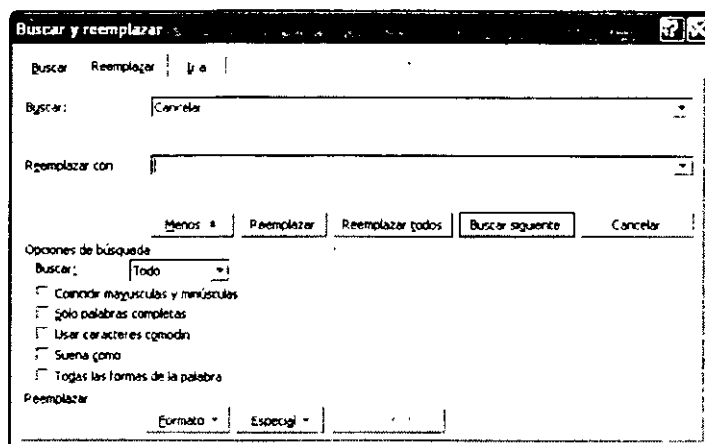 Buscar y reemplazar
Buscar Reemplazar Ir a
Buscar: Cancelar
Reemplazar con
Menos Reemplazar Reemplazar todos Buscar siguiente Cancelar
Opciones de búsqueda
Buscar: Todo
Coincidir mayusculas y minúsculas
Sólo palabras completas
Usar caracteres comodin
Suena como
Todas las formas de la palabra
Reemplazar
Formato Especial